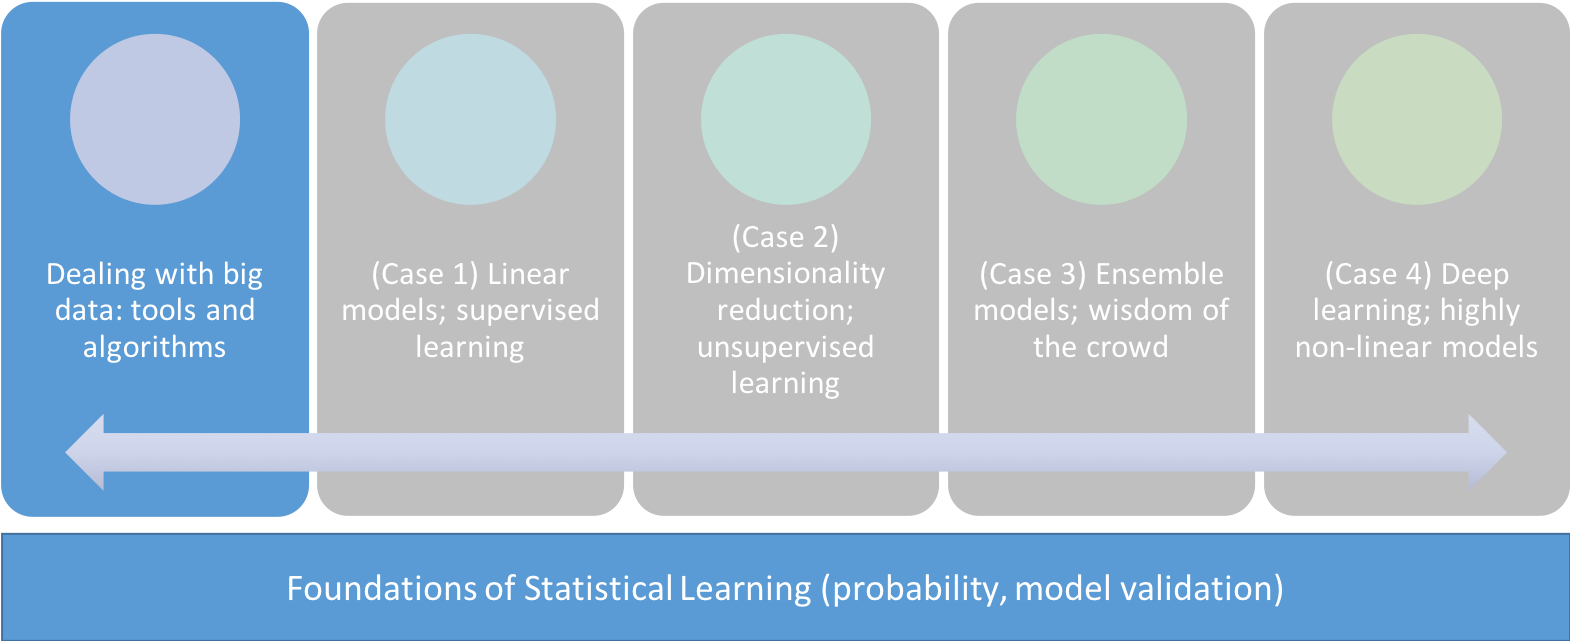 Dealing with big
data: tools and
algorithms
(Case 1) Linear
models; supervised
learning
(Case 2)
Dimensionality
reduction;
unsupervised
learning
(Case 3) Ensemble
models; wisdom of
the crowd
(Case 4) Deep
learning; highly
non-linear models
Foundations of Statistical Learning (probability, model validation)